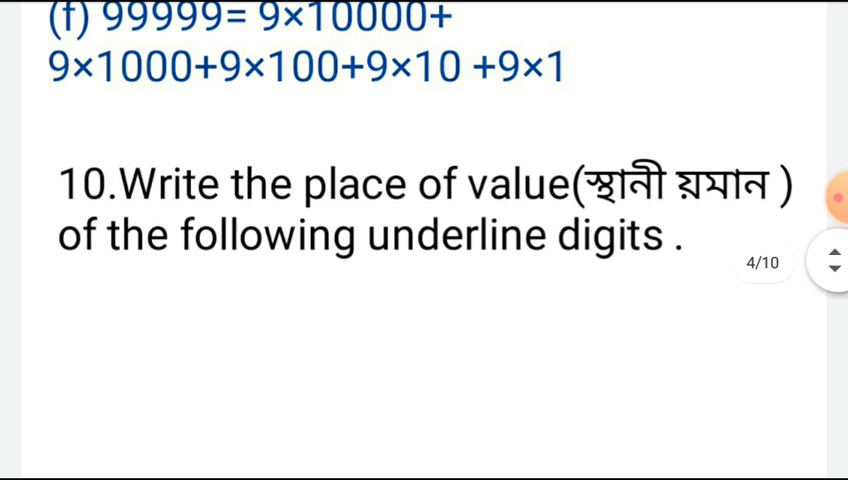 (f) 99999= 9×10000+
9×1000+9×100+9×10 +9×1
10.Write the place of value(স্থানী য়মান )
of the following underline digits .
4/10